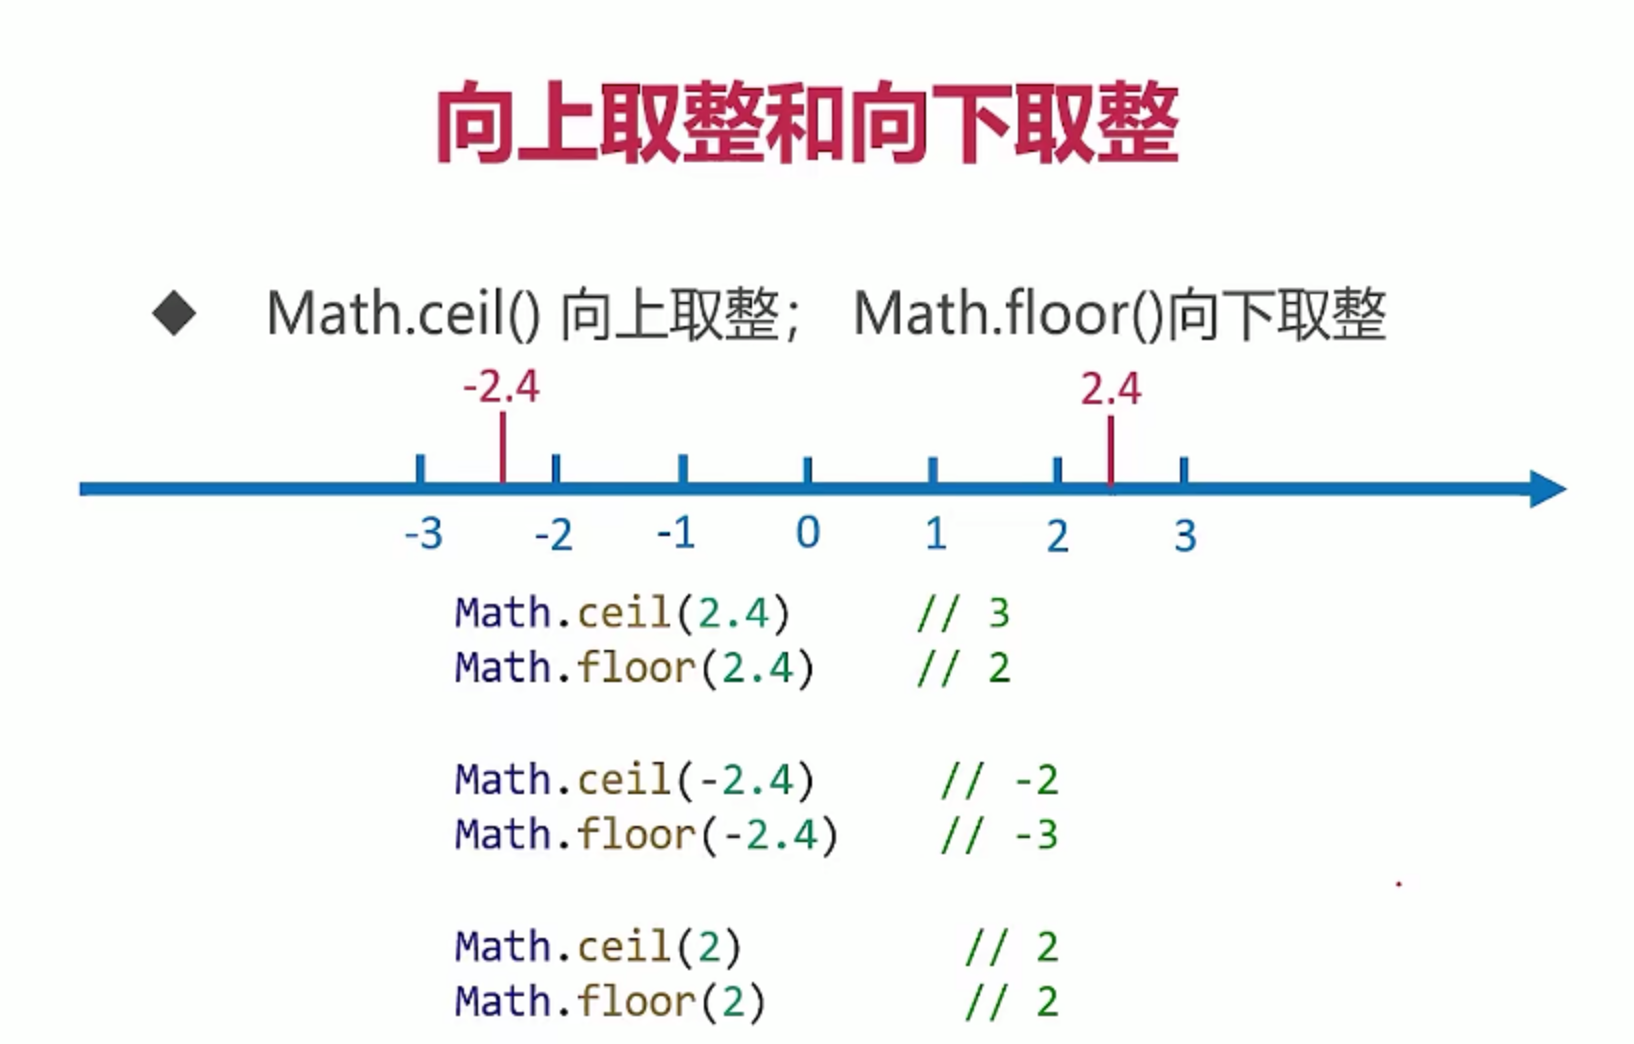 向上取整和向下取整
◆ Math.ceil() 向上取整； Math.floor()向下取整
-2.4 2.4
-3 -2 -1 0 1 2 3
Math.ceil(2.4) // 3
Math.floor(2.4) // 2
Math.ceil(-2.4) // -2
Math.floor(-2.4) // -3
Math.ceil(2) // 2
Math.floor(2) // 2